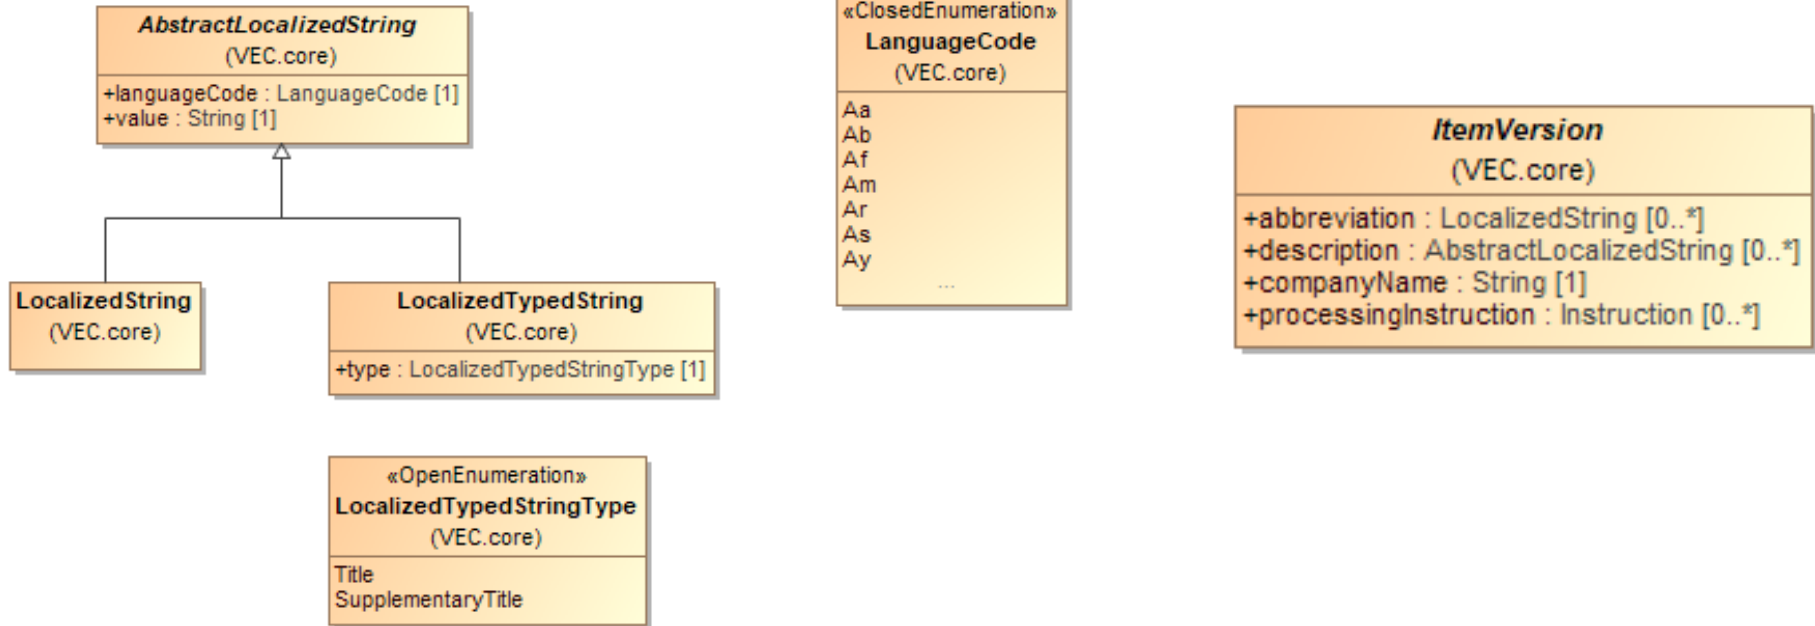 AbstractLocalizedString
(VEC.core)
+languageCode : LanguageCode [1]
+value : String [1]
LocalizedString
(VEC.core)
LocalizedTypedString
(VEC.core)
+type : LocalizedTypedStringType [1]
«OpenEnumeration»
LocalizedTypedStringType
(VEC.core)
Title
SupplementaryTitle
«ClosedEnumeration»
LanguageCode
(VEC.core)
Aa
Ab
Af
Am
Ar
As
Ay
...
ItemVersion
(VEC.core)
+abbreviation : LocalizedString [0..*]
+description : AbstractLocalizedString [0..*]
+companyName : String [1]
+processingInstruction : Instruction [0..*]